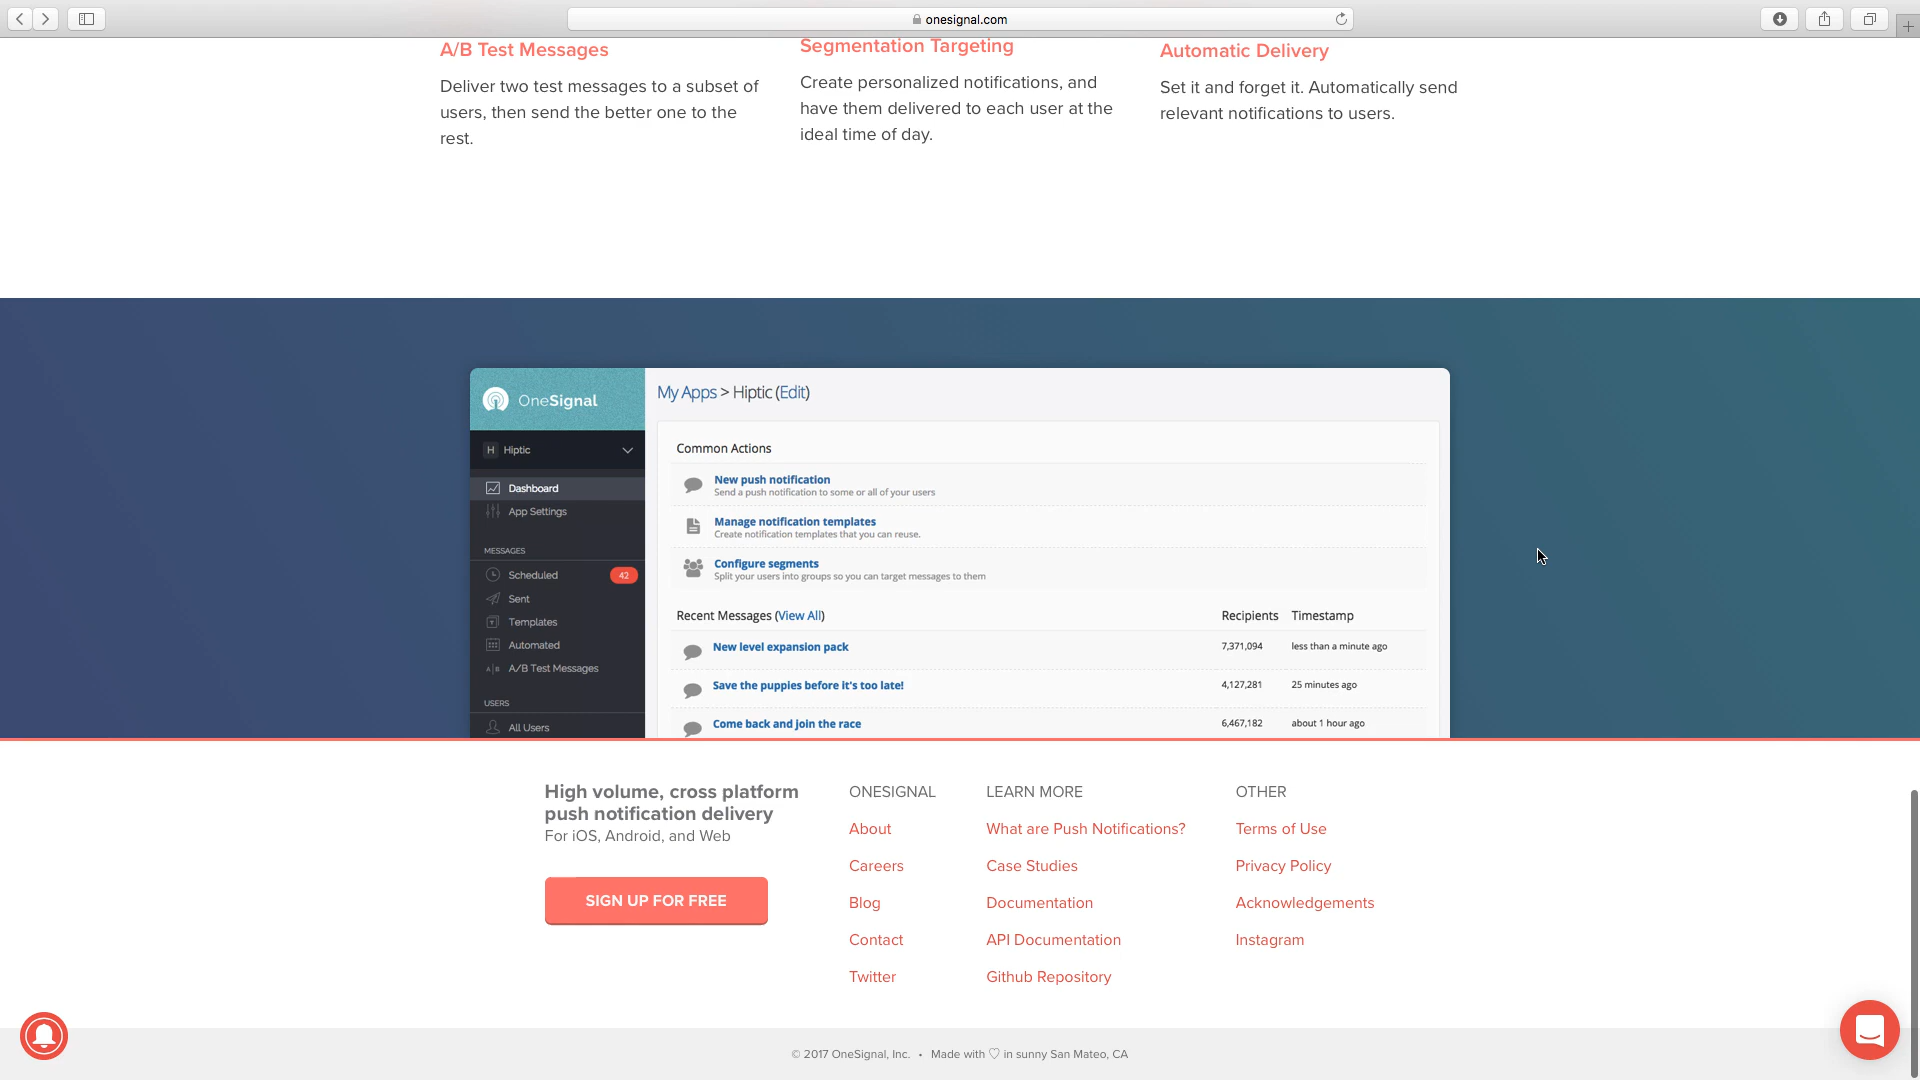 onesignal.com
A/B Test Messages
Deliver two test messages to a subset of
users, then send the better one to the
rest.
Segmentation Targeting
Create personalized notifications, and
have them delivered to each user at the
ideal time of day.
Automatic Delivery
Set it and forget it. Automatically send
relevant notifications to users.
OneSignal
H Hiptic
Dashboard
App Settings
MESSAGES
Scheduled 42
Sent
Templates
Automated
A|B A/B Test Messages
USERS
All Users
My Apps > Hiptic (Edit)
Common Actions
New push notification
Send a push notification to some or all of your users
Manage notification templates
Create notification templates that you can reuse.
Configure segments
Split your users into groups so you can target messages to them
Recent Messages (View All) Recipients Timestamp
New level expansion pack 7,371,094 less than a minute ago
Save the puppies before it's too late! 4,127,281 25 minutes ago
Come back and join the race 6,467,182 about 1 hour ago
High volume, cross platform
push notification delivery
For iOS, Android, and Web
SIGN UP FOR FREE
ONESIGNAL
About
Careers
Blog
Contact
Twitter
LEARN MORE
What are Push Notifications?
Case Studies
Documentation
API Documentation
Github Repository
OTHER
Terms of Use
Privacy Policy
Acknowledgements
Instagram
© 2017 OneSignal, Inc. • Made with ♡ in sunny San Mateo, CA